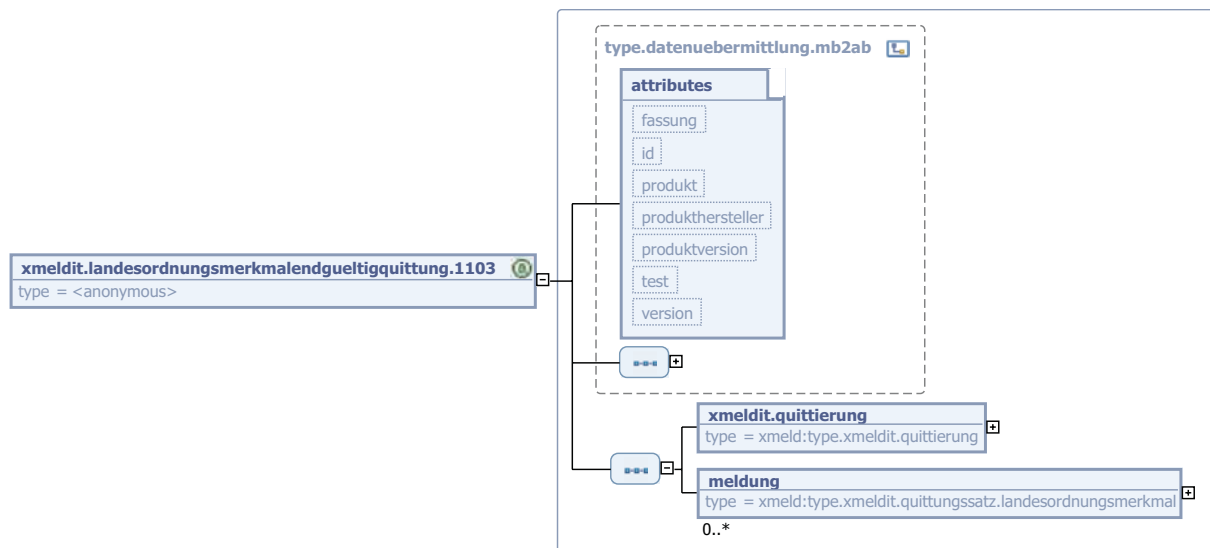 type.datenuebermittlung.mb2ab
attributes
fassung
id
produkt
produkthersteller
produktversion
test
version
xmeldit.landesordnungsmerkmalendgueltigquittung.1103
type = <anonymous>
xmeldit.quittierung
type = xmeld:type.xmeldit.quittierung
meldung
type = xmeld:type.xmeldit.quittungssatz.landesordnungsmerkmal
0..*